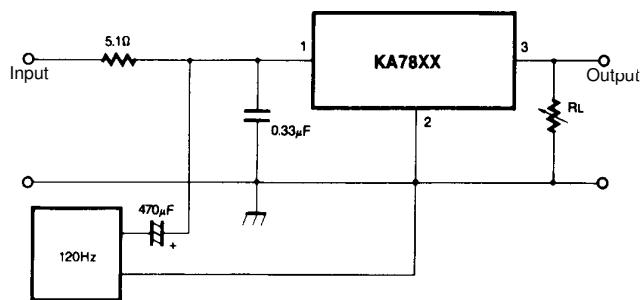 5.1Ω
Input
1
KA78XX
3
Output
2
0.33μF
RL
470μF
+
120Hz